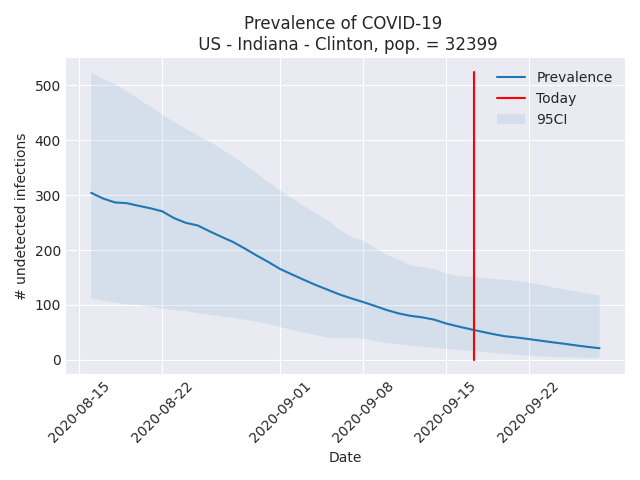 Prevalence of COVID-19
US - Indiana - Clinton, pop. = 32399
Prevalence
Today
95CI
# undetected infections
500
400
300
200
100
0
2020-08-15
2020-08-22
2020-09-01
2020-09-08
2020-09-15
2020-09-22
Date